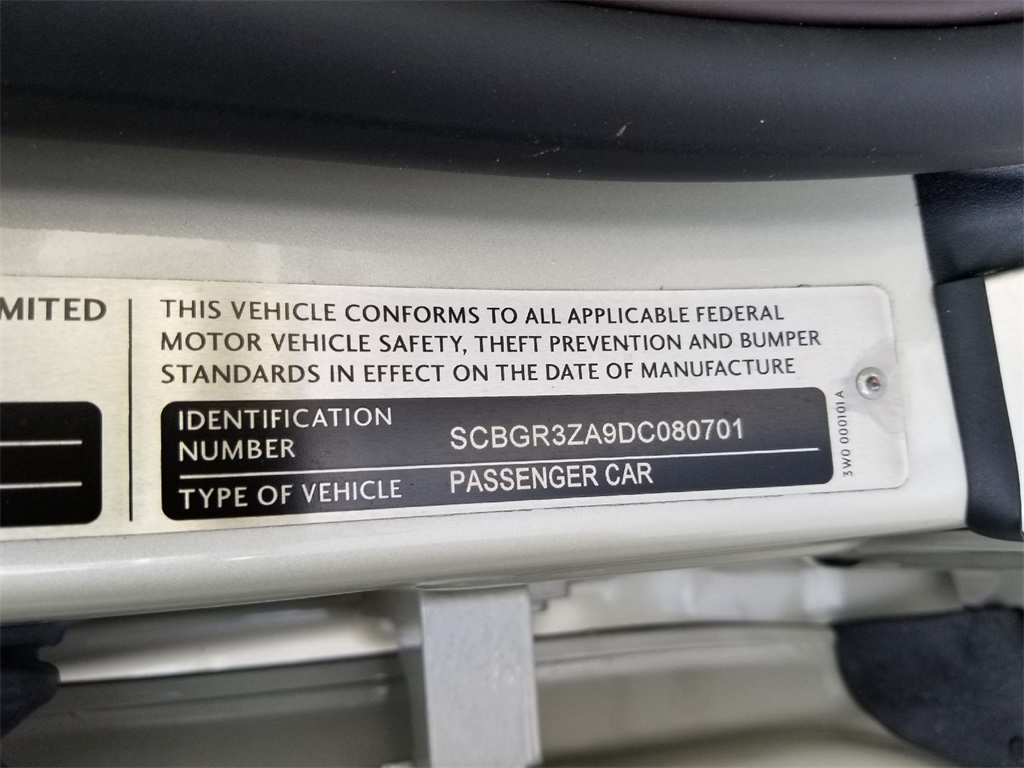 MITED
THIS VEHICLE CONFORMS TO ALL APPLICABLE FEDERAL
MOTOR VEHICLE SAFETY, THEFT PREVENTION AND BUMPER
STANDARDS IN EFFECT ON THE DATE OF MANUFACTURE
IDENTIFICATION
NUMBER SCBGR3ZA9DC080701
TYPE OF VEHICLE PASSENGER CAR
3W0 000101 A